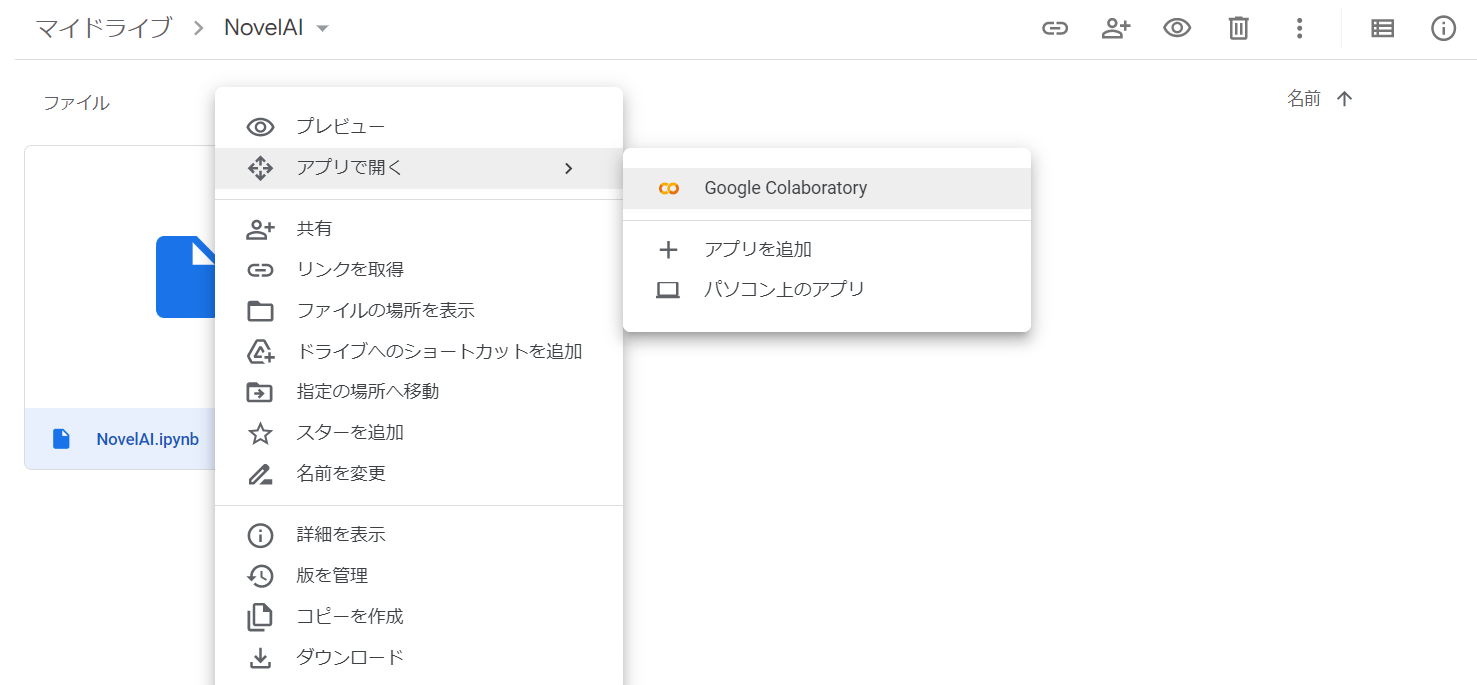 マイドライブ > NovelAI
ファイル
名前
プレビュー
アプリで開く
共有
リンクを取得
ファイルの場所を表示
ドライブへのショートカットを追加
指定の場所へ移動
スターを追加
名前を変更
詳細を表示
版を管理
コピーを作成
ダウンロード
Google Colaboratory
アプリを追加
パソコン上のアプリ
NovelAI.ipynb